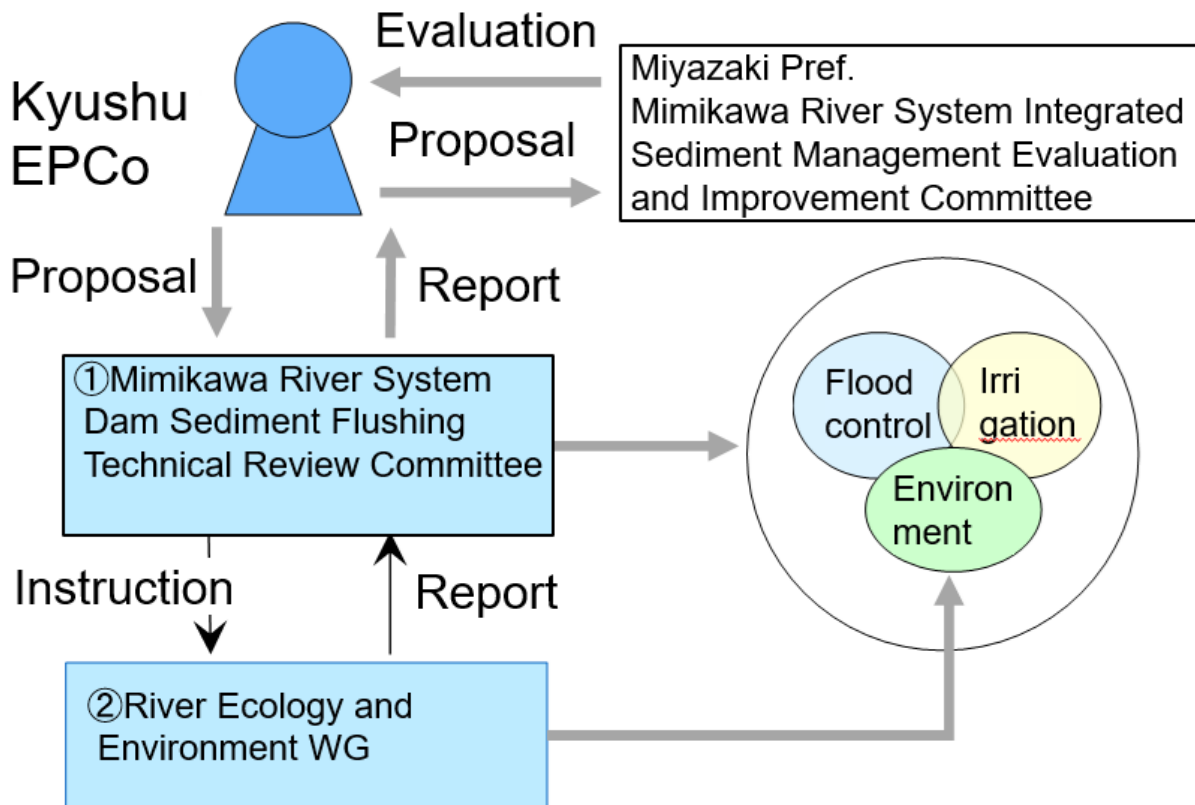 Evaluation
Kyushu
EPCo
Miyazaki Pref.
Mimikawa River System Integrated
Sediment Management Evaluation
and Improvement Committee
Proposal
Proposal
Report
①Mimikawa River System
Dam Sediment Flushing
Technical Review Committee
Flood
control
Irri
gation
Environ
ment
Instruction
Report
②River Ecology and
Environment WG